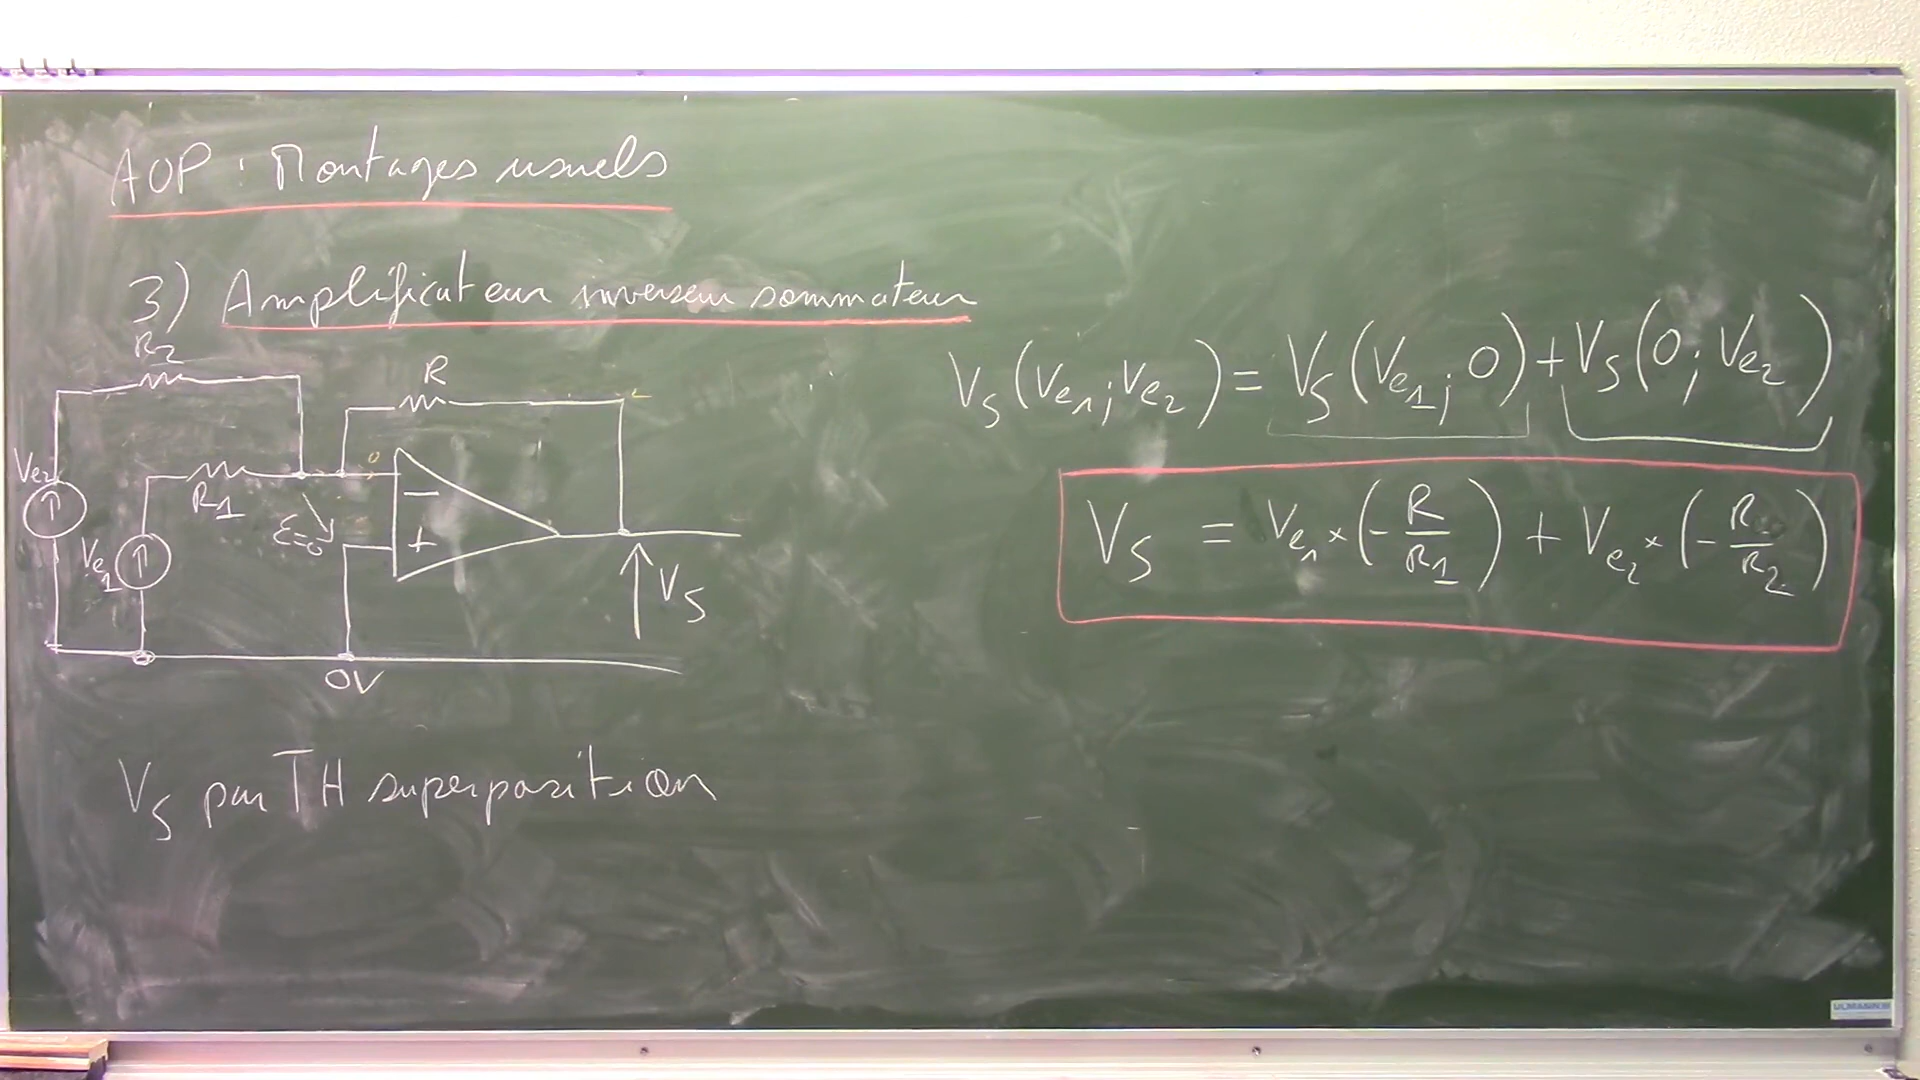 AOP : Montages usuels
3) Amplificateur inverseur sommateur
R2
R
Ve2
R1
ε=0
0
−
+
Ve1
VS
0V
VS(Ve1;Ve2) = VS(Ve1; 0) + VS(0; Ve2)
VS = Ve1 × (− R/R1) + Ve2 × (− R/R2)
VS par TH superposition